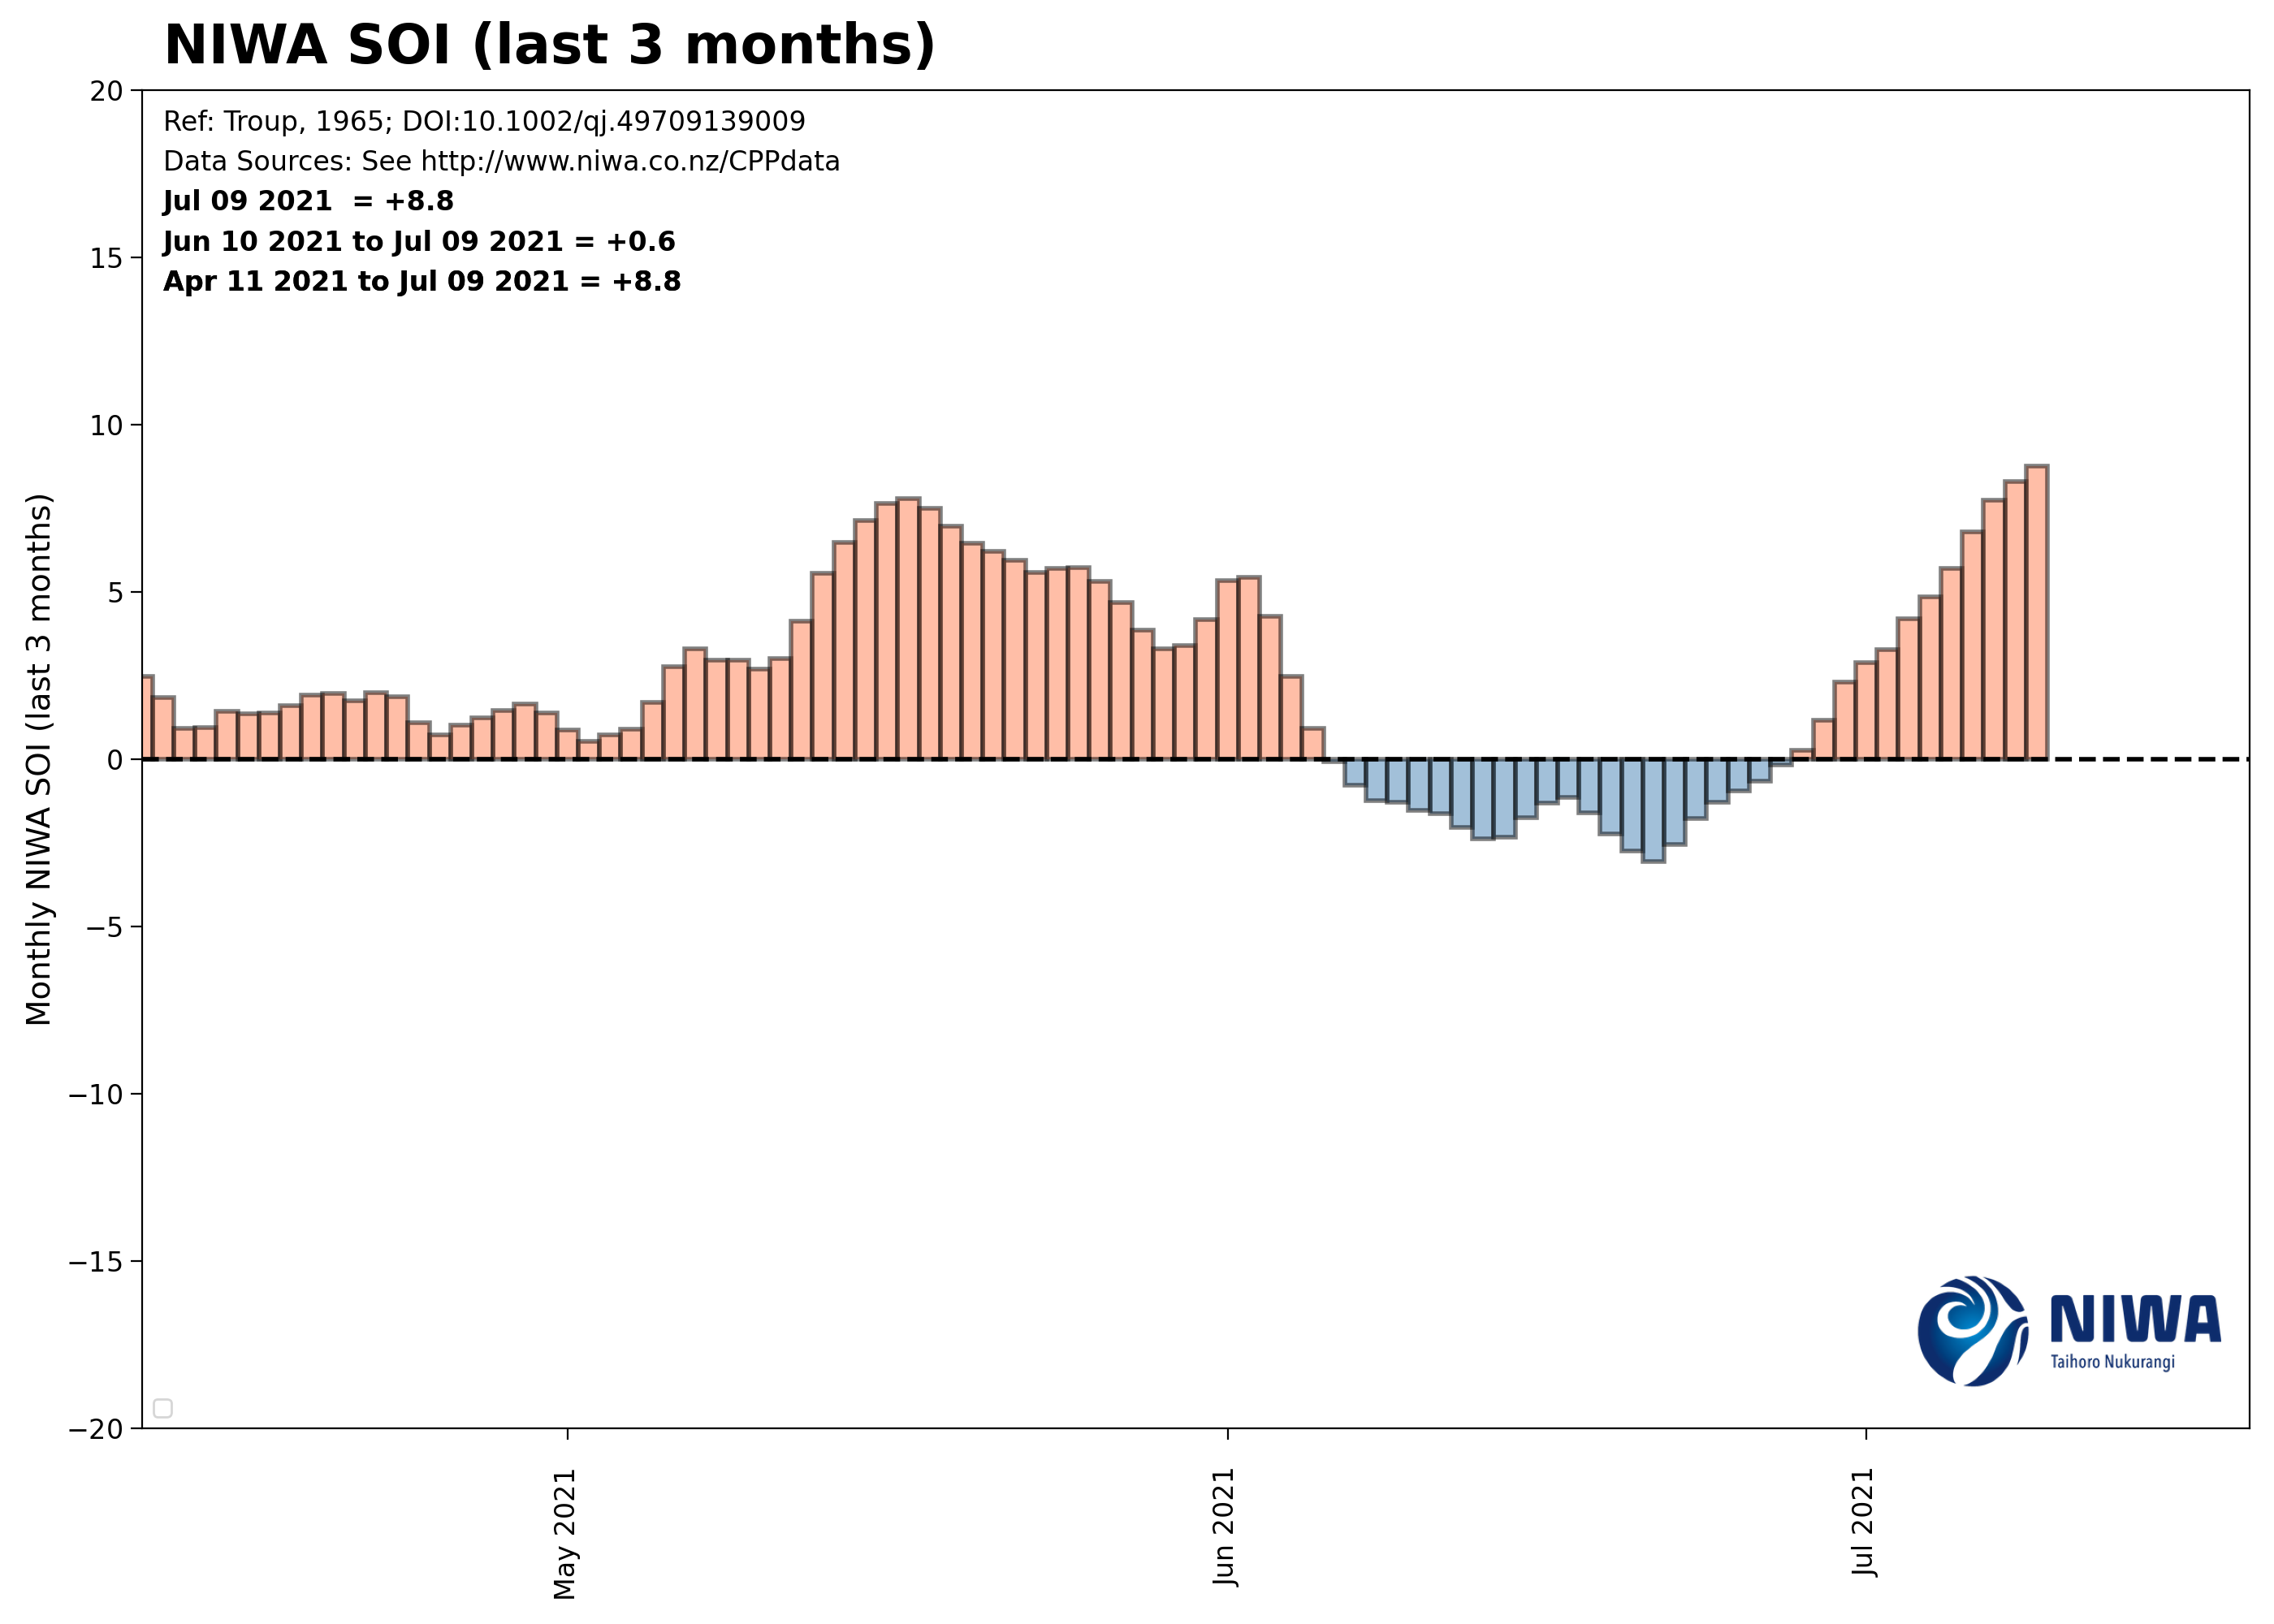 NIWA SOI (last 3 months)
Ref: Troup, 1965; DOI:10.1002/qj.49709139009
Data Sources: See http://www.niwa.co.nz/CPPdata
Jul 09 2021  = +8.8
Jun 10 2021 to Jul 09 2021 = +0.6
Apr 11 2021 to Jul 09 2021 = +8.8
Monthly NIWA SOI (last 3 months)
20
15
10
5
0
−5
−10
−15
−20
NIWA
Taihoro Nukurangi
May 2021
Jun 2021
Jul 2021